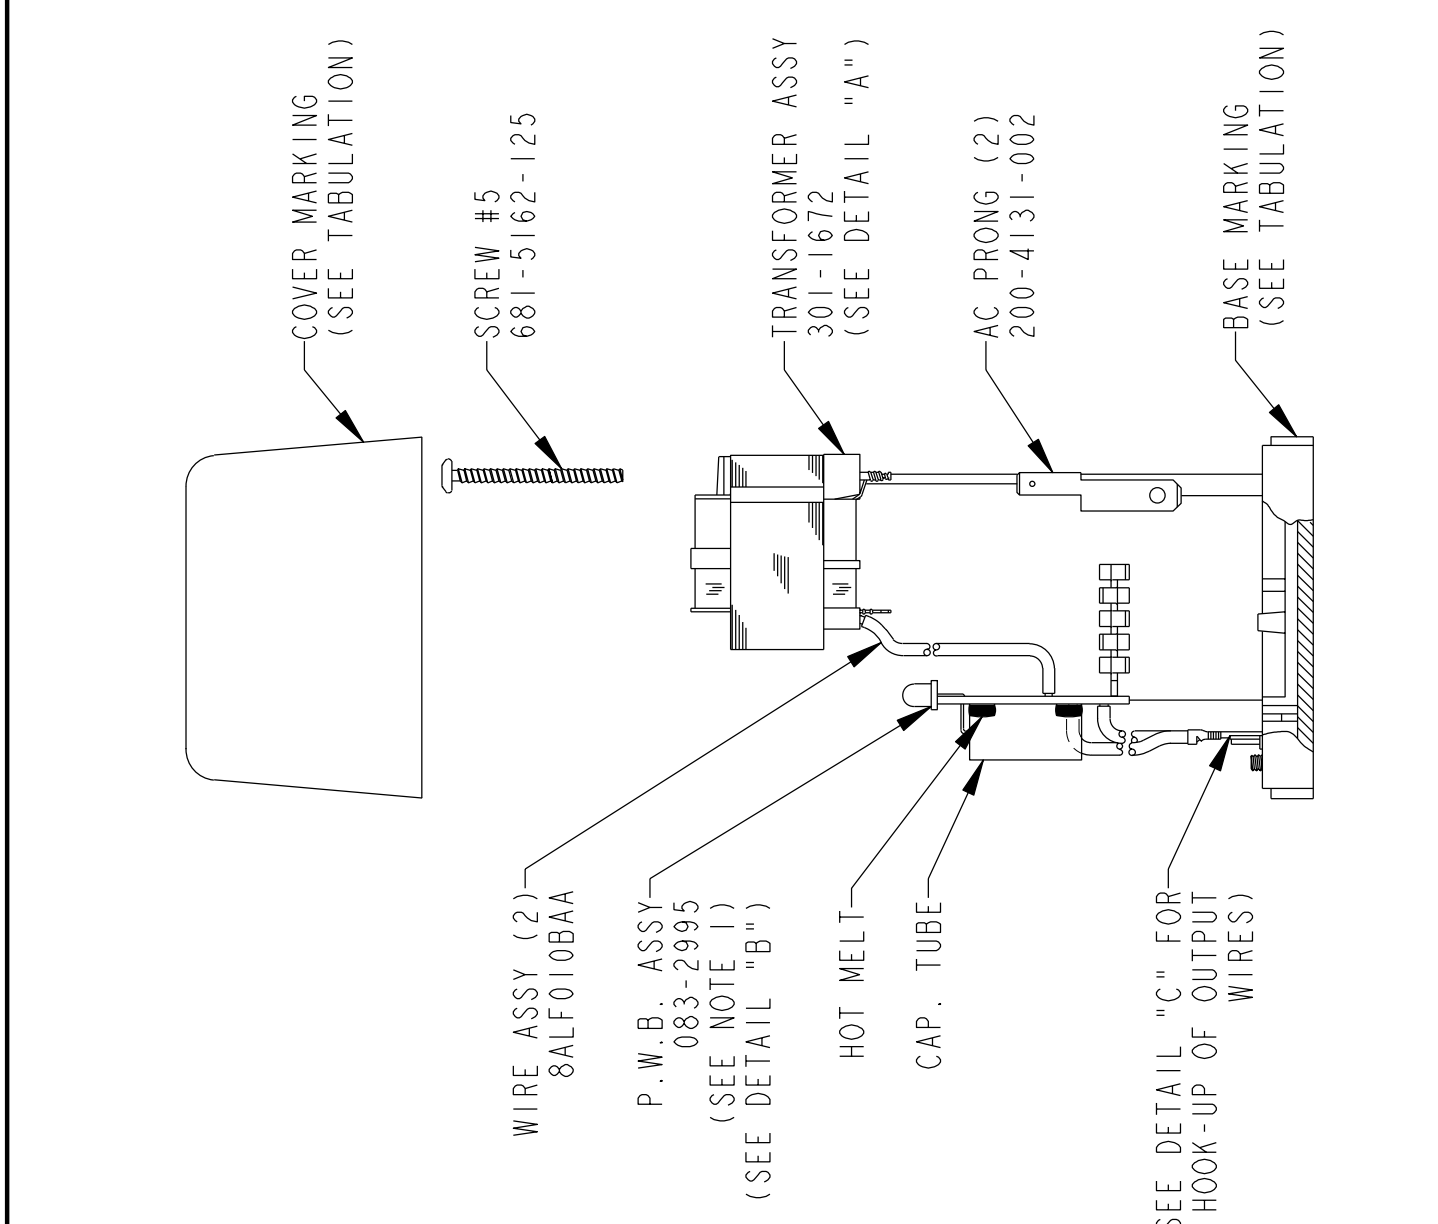 COVER MARKING
(SEE TABULATION)
SCREW #5
681-5162-125
TRANSFORMER ASSY
301-1672
(SEE DETAIL "A")
AC PRONG (2)
200-4131-002
BASE MARKING
(SEE TABULATION)
WIRE ASSY (2)
8ALF010BAA
P.W.B. ASSY
083-2995
(SEE NOTE 1)
(SEE DETAIL "B")
HOT MELT
CAP. TUBE
SEE DETAIL "C" FOR
HOOK-UP OF OUTPUT
WIRES)